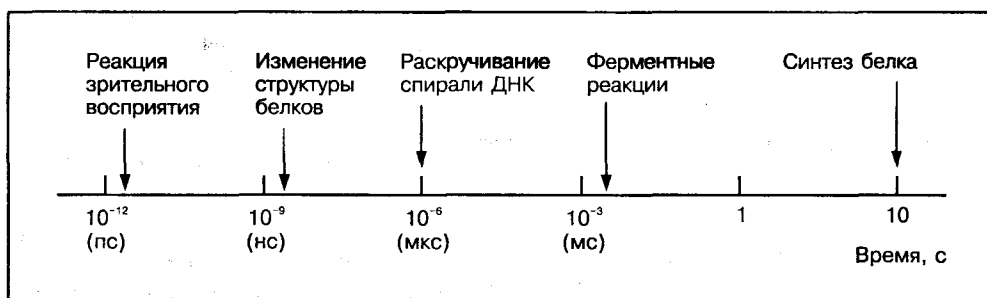 Реакция
зрительного
восприятия
Изменение
структуры
белков
Раскручивание
спирали ДНК
Ферментные
реакции
Синтез белка
10⁻¹²
(пс)
10⁻⁹
(нс)
10⁻⁶
(мкс)
10⁻³
(мс)
1
10
Время, с